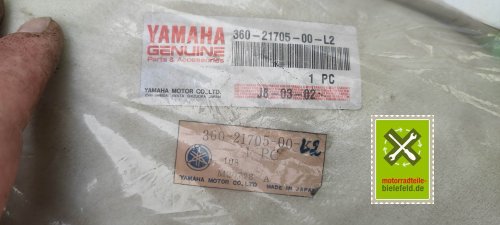 YAMAHA
GENUINE
Parts & Accessories
YAMAHA MOTOR CO., LTD.
360-21705-00-L2
1 PC
J8-03-02
360-21705-00 L2
PC
YAMAHA MOTOR CO., LTD.
MADE IN JAPAN
motorradteile-
bielefeld.de